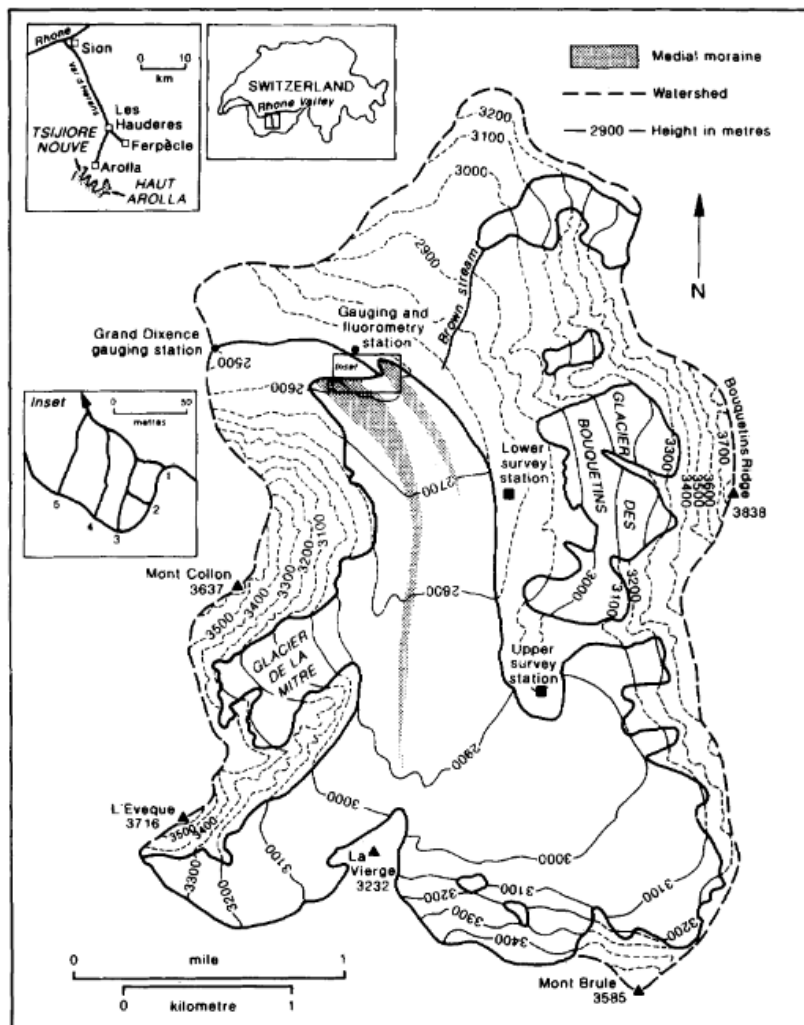 Rhone
Sion
0 10
km
Val d'Herens
Les
Hauderes
TSIJIORE
NOUVE
Ferpècle
Arolla
HAUT
AROLLA
SWITZERLAND
Rhone Valley
Medial moraine
Watershed
2900 Height in metres
N
3200
3100
3000
2900
Brown stream
Gauging and
fluorometry
station
Grand Dixence
gauging station
2500
2600
Inset
Inset
0 50
metres
1
2
3
4
5
2700
Lower
survey
station
GLACIER
DES
BOUQUETINS
3300
3700
3600
3500
3400
Bouquetins Ridge
3838
3100
3200
3300
3400
3500
Mont Collon
3637
2800
3000
3100
3200
GLACIER
DE LA
MITRE
Upper
survey
station
2900
L'Eveque
3716
3500
3400
3000
3100
3200
3300
La
Vierge
3232
3000
3100
3200
3300
3400
3100
3200
0 1
mile
0 1
kilometre
Mont Brule
3585